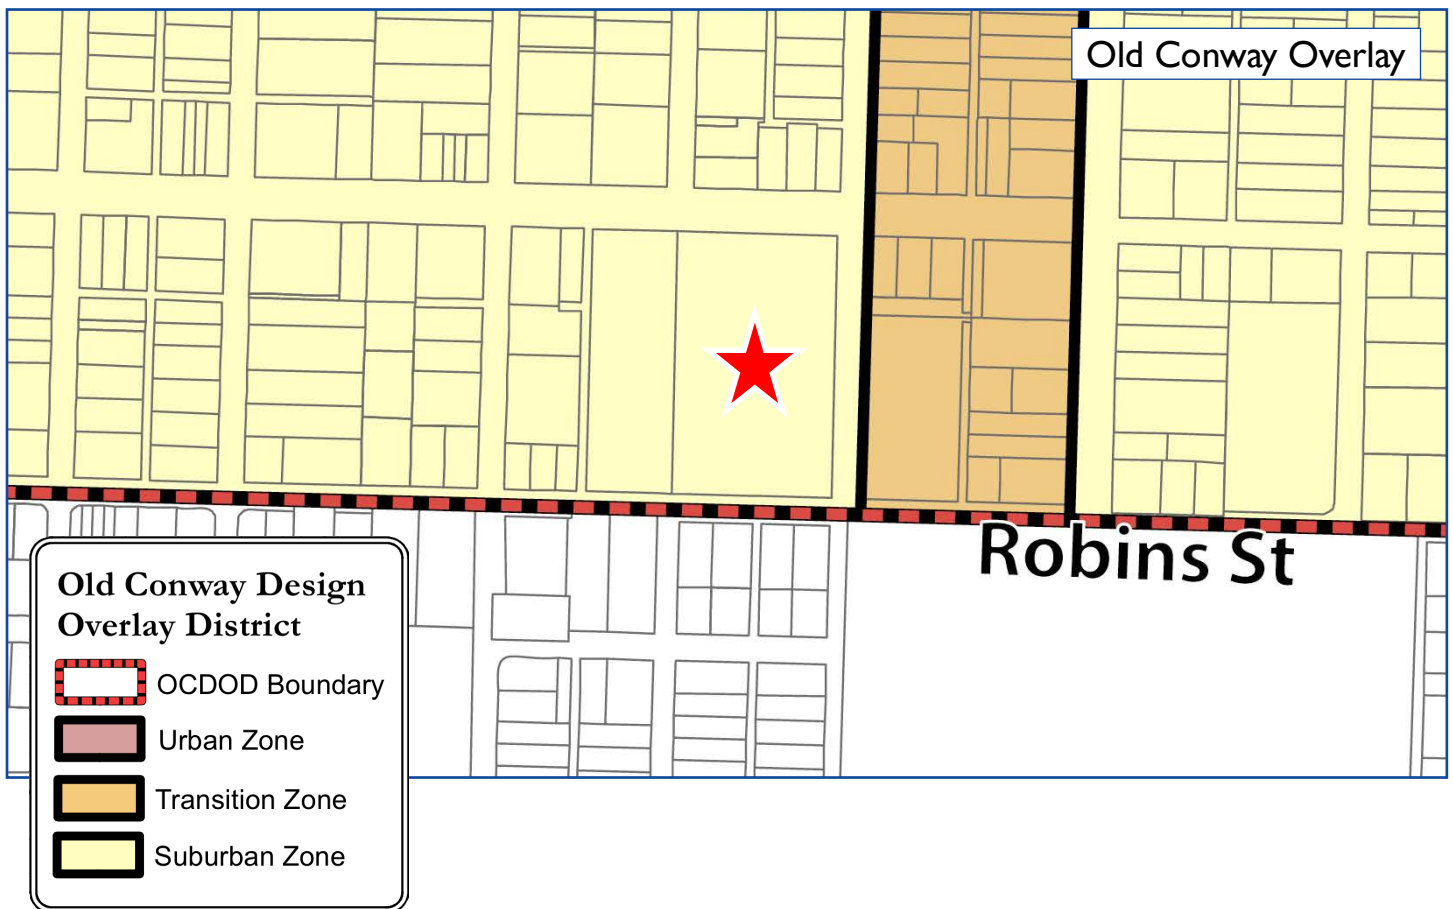 Old Conway Overlay
Robins St
Old Conway Design
Overlay District
OCDOD Boundary
Urban Zone
Transition Zone
Suburban Zone